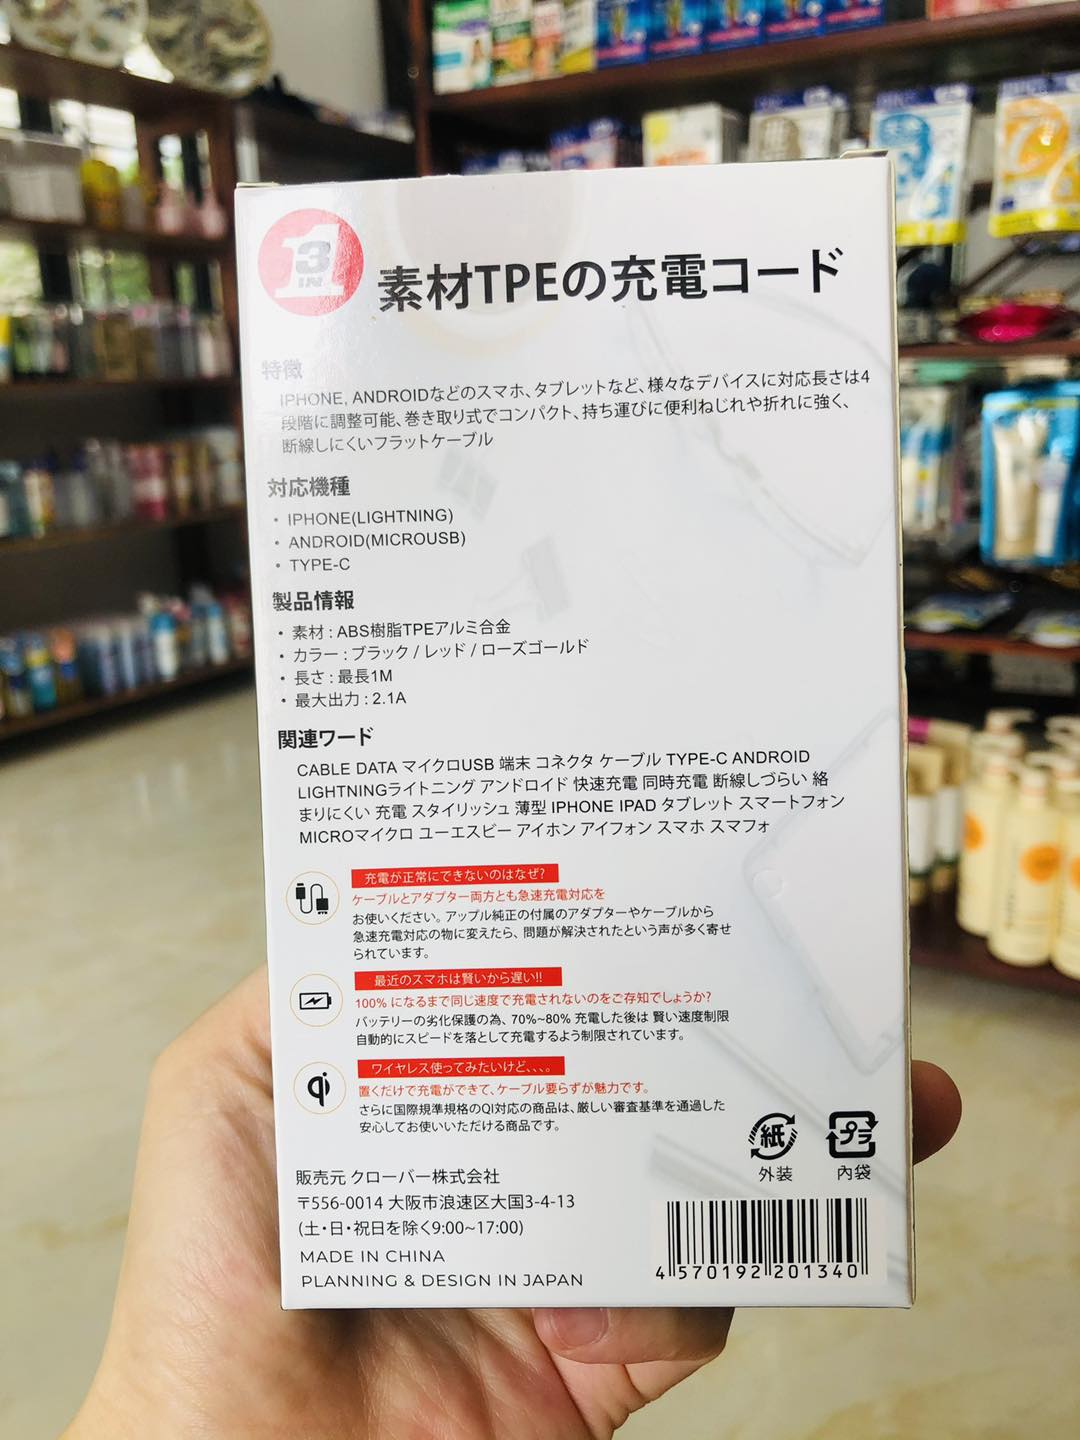 3
IN
1
素材TPEの充電コード
特徴
IPHONE, ANDROIDなどのスマホ、タブレットなど、様々なデバイスに対応長さは4
段階に調整可能、巻き取り式でコンパクト、持ち運びに便利ねじれや折れに強く、
断線しにくいフラットケーブル
対応機種
・ IPHONE(LIGHTNING)
・ ANDROID(MICROUSB)
・ TYPE-C
製品情報
・ 素材 : ABS樹脂TPEアルミ合金
・ カラー : ブラック / レッド / ローズゴールド
・ 長さ : 最長1M
・ 最大出力 : 2.1A
関連ワード
CABLE DATA マイクロUSB 端末 コネクタ ケーブル TYPE-C ANDROID
LIGHTNINGライトニング アンドロイド 快速充電 同時充電 断線しづらい 絡
まりにくい 充電 スタイリッシュ 薄型 IPHONE IPAD タブレット スマートフォン
MICROマイクロ ユーエスビー アイホン アイフォン スマホ スマフォ
充電が正常にできないのはなぜ?
ケーブルとアダプター両方とも急速充電対応を
お使いください。アップル純正の付属のアダプターやケーブルから
急速充電対応の物に変えたら、問題が解決されたという声が多く寄せ
られています。
最近のスマホは賢いから遅い!!
100% になるまで同じ速度で充電されないのをご存知でしょうか?
バッテリーの劣化保護の為、70%~80% 充電した後は 賢い速度制限
自動的にスピードを落として充電するよう制限されています。
qi
ワイヤレス使ってみたいけど、、、。
置くだけで充電ができて、ケーブル要らずが魅力です。
さらに国際規準規格のQI対応の商品は、厳しい審査基準を通過した
安心してお使いいただける商品です。
紙
外装
プラ
内袋
販売元 クローバー株式会社
〒556-0014 大阪市浪速区大国3-4-13
(土・日・祝日を除く9:00~17:00)
MADE IN CHINA
PLANNING & DESIGN IN JAPAN
4 570192 201340